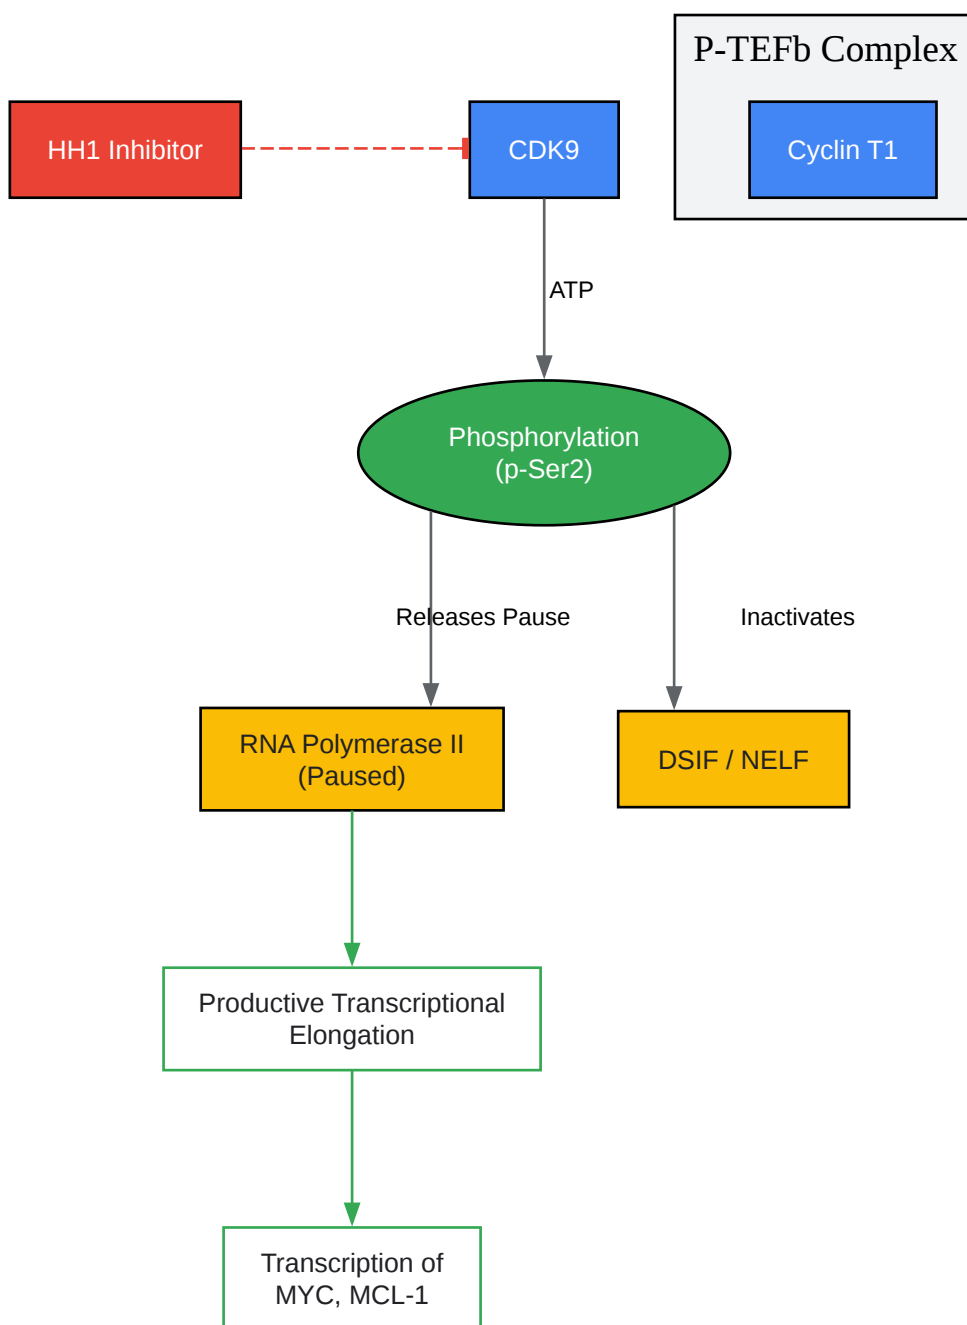 P-TEFb Complex
HH1 Inhibitor
CDK9
Cyclin T1
ATP
Phosphorylation
(p-Ser2)
Releases Pause
Inactivates
RNA Polymerase II
(Paused)
DSIF / NELF
Productive Transcriptional
Elongation
Transcription of
MYC, MCL-1